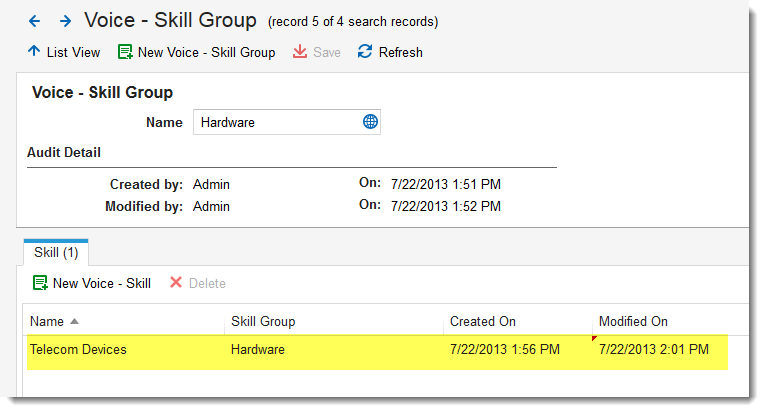 Voice - Skill Group (record 5 of 4 search records)
List View New Voice - Skill Group Save Refresh
Voice - Skill Group
Name Hardware
Audit Detail
Created by: Admin On: 7/22/2013 1:51 PM
Modified by: Admin On: 7/22/2013 1:52 PM
Skill (1)
New Voice - Skill Delete
Name Skill Group Created On Modified On
Telecom Devices Hardware 7/22/2013 1:56 PM 7/22/2013 2:01 PM